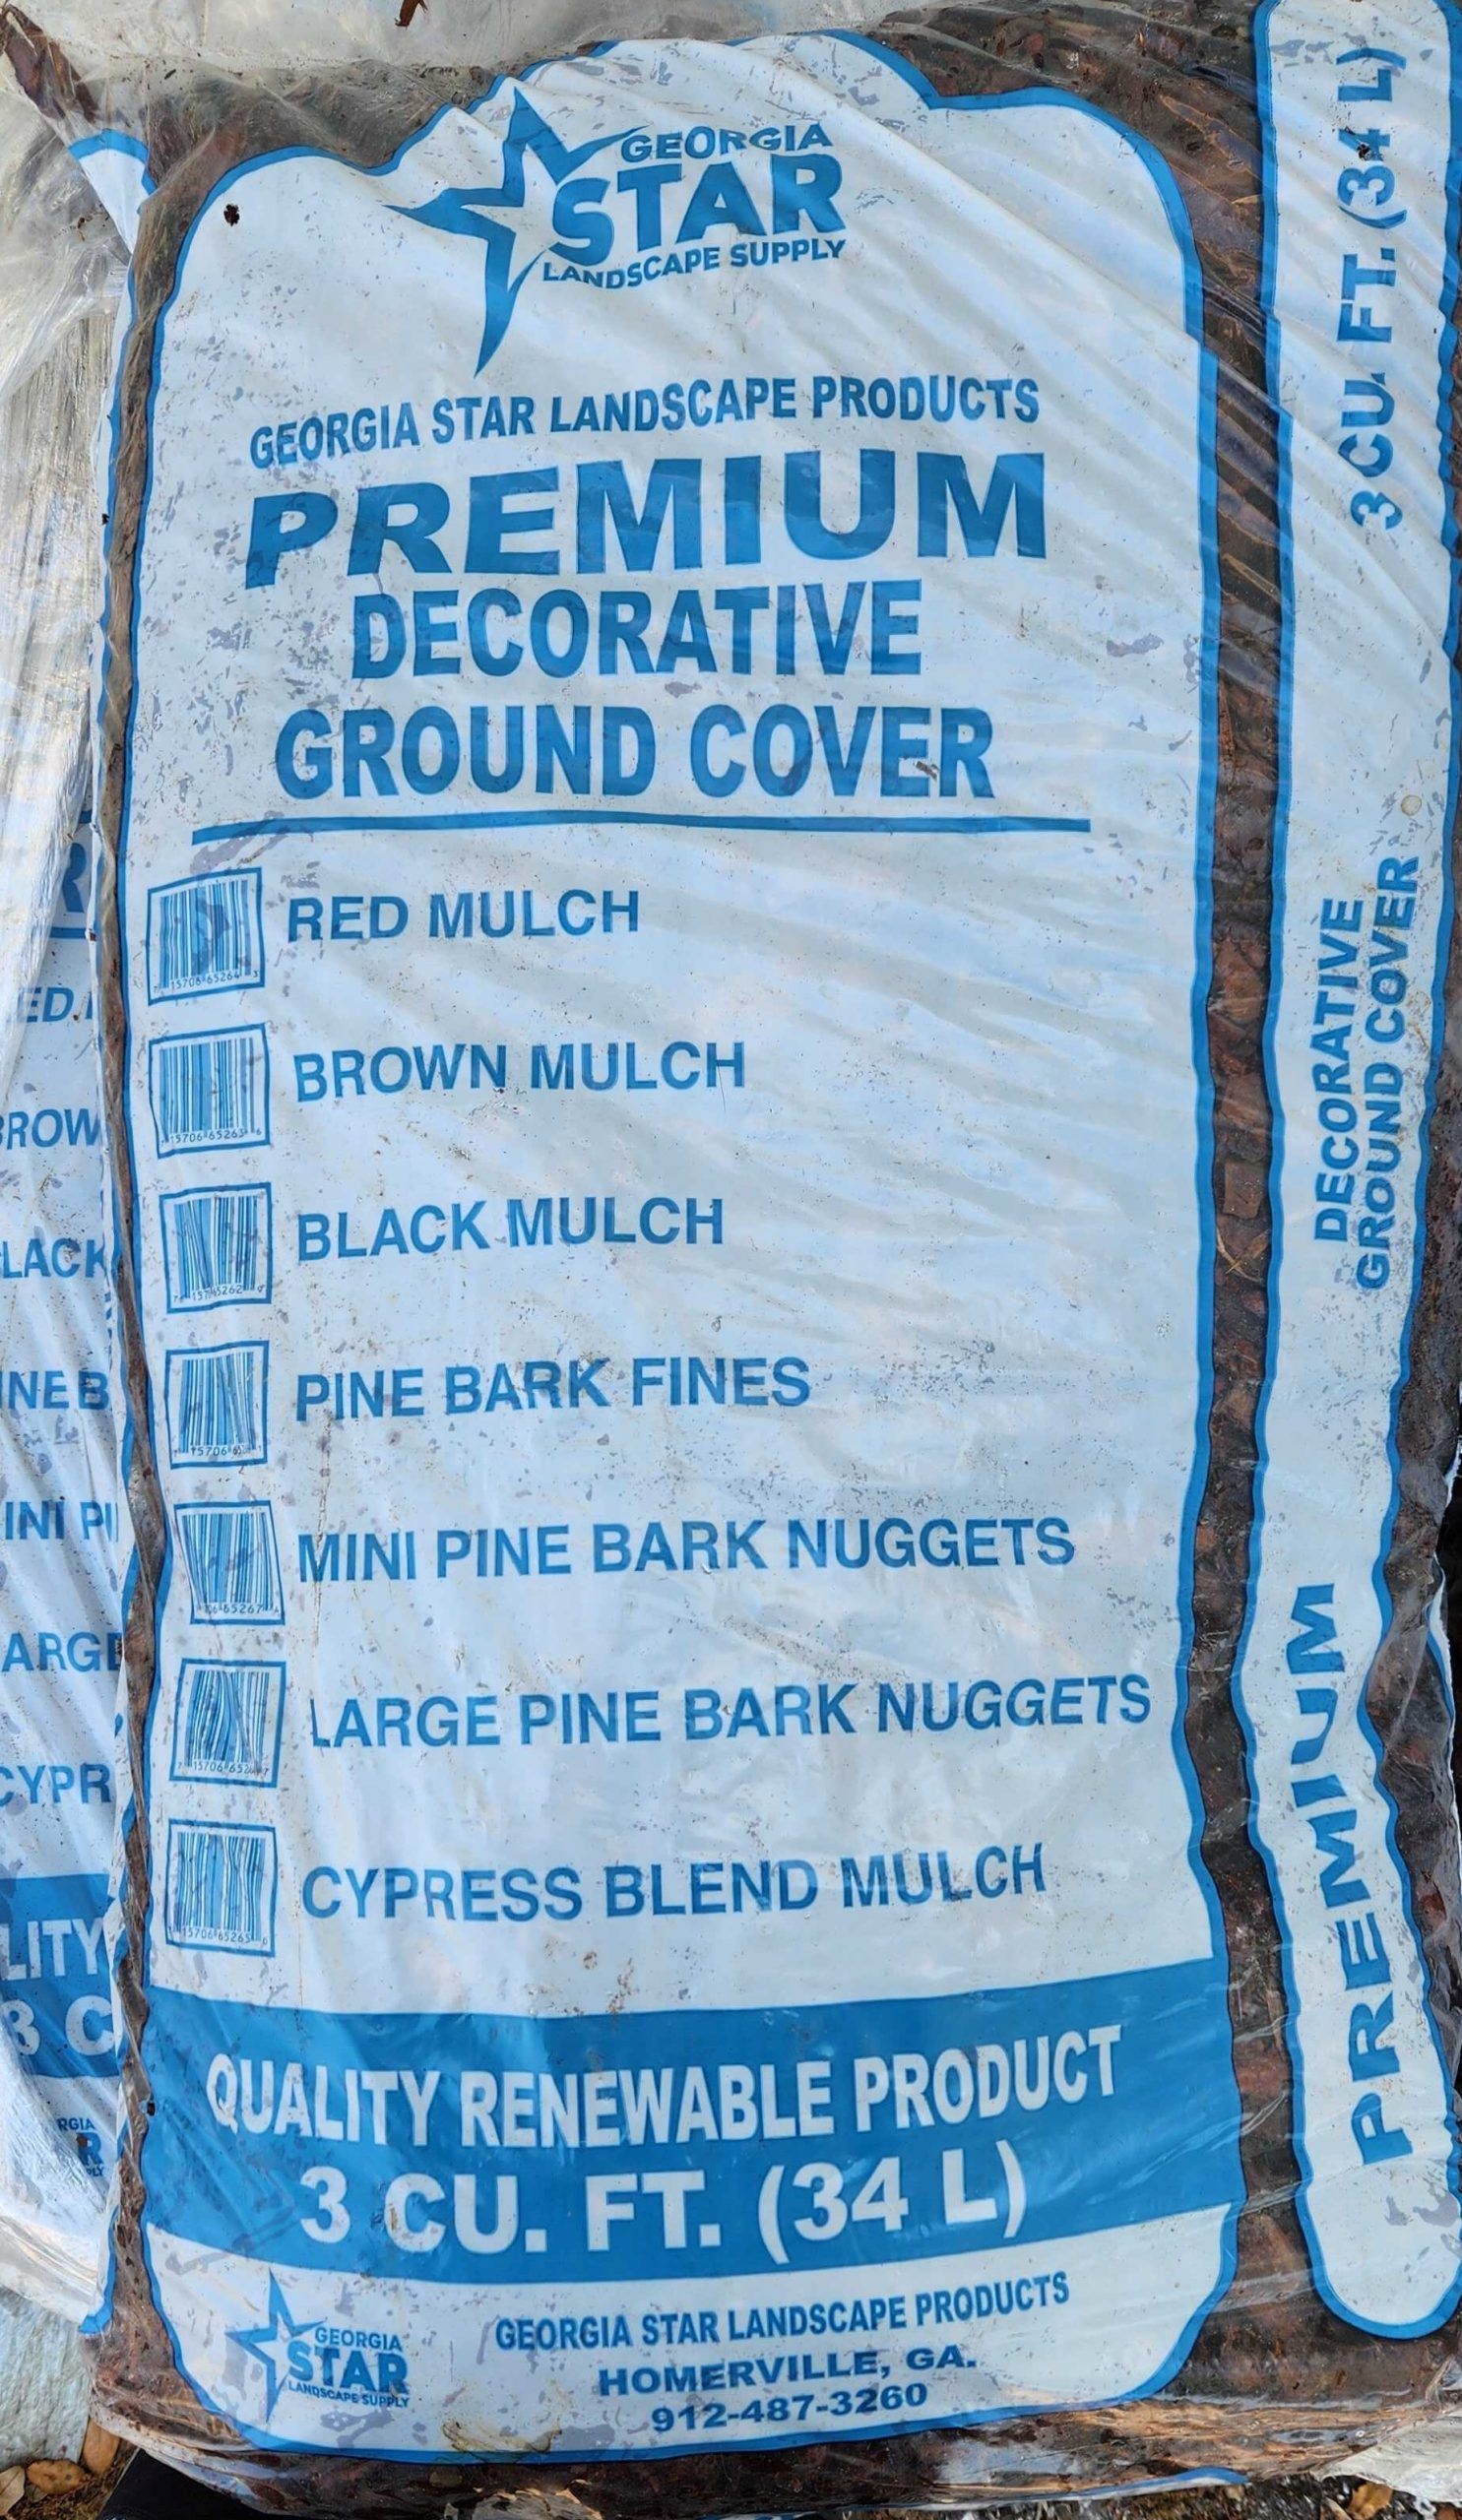 GEORGIA
STAR
LANDSCAPE SUPPLY
GEORGIA STAR LANDSCAPE PRODUCTS
PREMIUM
DECORATIVE
GROUND COVER
RED MULCH
BROWN MULCH
BLACK MULCH
PINE BARK FINES
MINI PINE BARK NUGGETS
LARGE PINE BARK NUGGETS
CYPRESS BLEND MULCH
QUALITY RENEWABLE PRODUCT
3 CU. FT. (34 L)
GEORGIA
STAR
LANDSCAPE SUPPLY
GEORGIA STAR LANDSCAPE PRODUCTS
HOMERVILLE, GA.
912-487-3260
3 CU. FT. (34 L)
DECORATIVE
GROUND COVER
PREMIUM